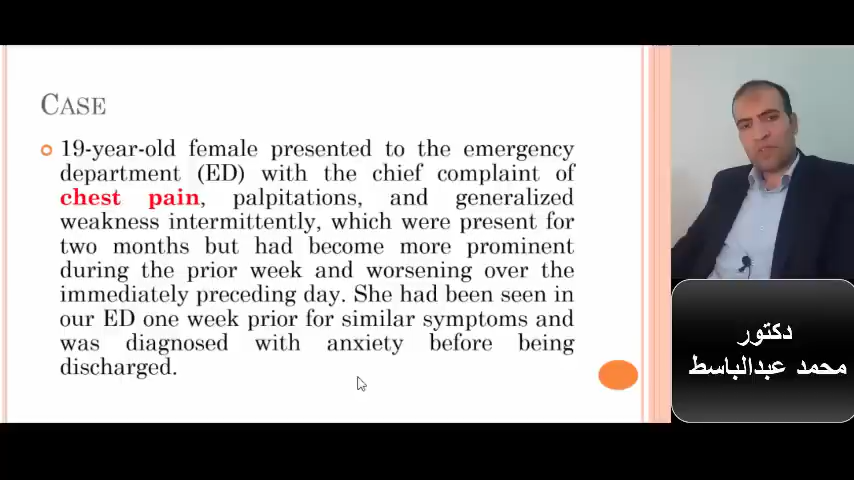 CASE
19-year-old female presented to the emergency
department (ED) with the chief complaint of
chest pain, palpitations, and generalized
weakness intermittently, which were present for
two months but had become more prominent
during the prior week and worsening over the
immediately preceding day. She had been seen in
our ED one week prior for similar symptoms and
was diagnosed with anxiety before being
discharged.
دكتور
محمد عبدالباسط